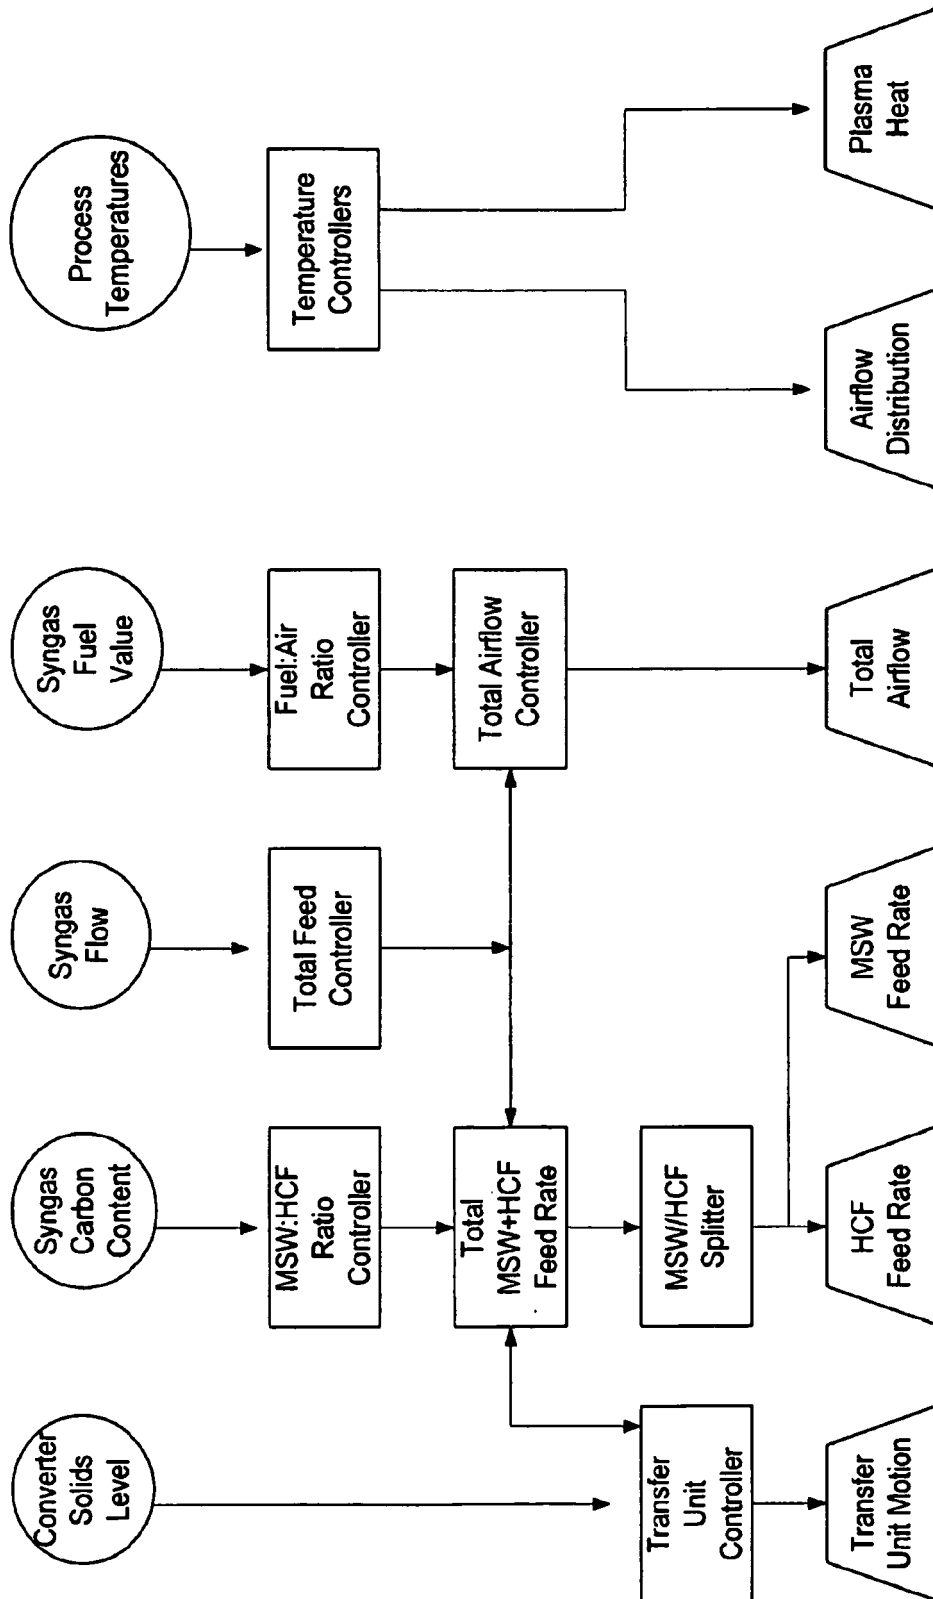 Process
Temperatures
Temperature
Controllers
Plasma
Heat
Airflow
Distribution
Syngas
Fuel
Value
Fuel:Air
Ratio
Controller
Total Airflow
Controller
Total
Airflow
Syngas
Flow
Total Feed
Controller
MSW
Feed Rate
Syngas
Carbon
Content
MSW:HCF
Ratio
Controller
Total
MSW+HCF
Feed Rate
MSW/HCF
Splitter
HCF
Feed Rate
Converter
Solids
Level
Transfer
Unit
Controller
Transfer
Unit Motion